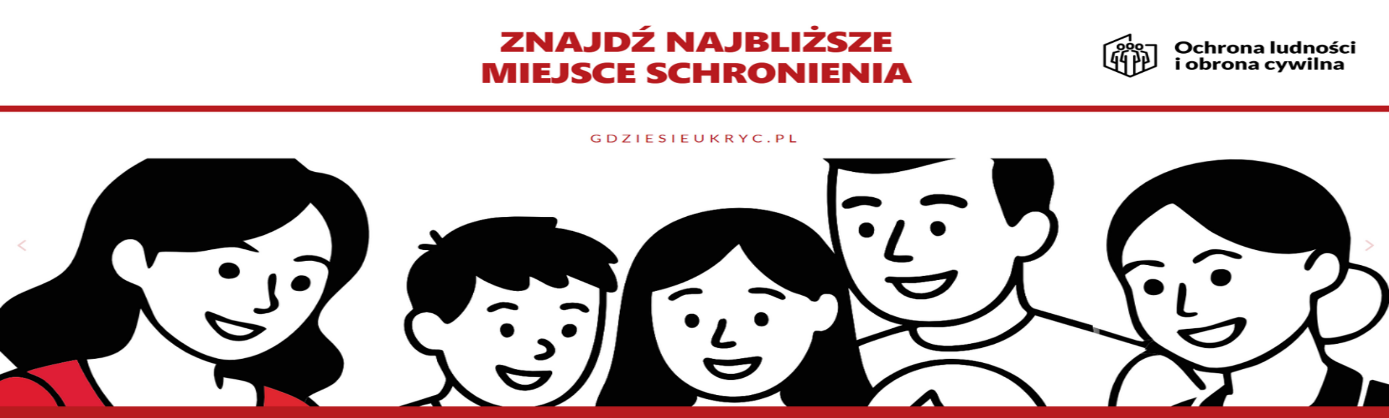 ZNAJDŹ NAJBLIŻSZE
MIEJSCE SCHRONIENIA
Ochrona ludności
i obrona cywilna
GDZIESIEUKRYC.PL